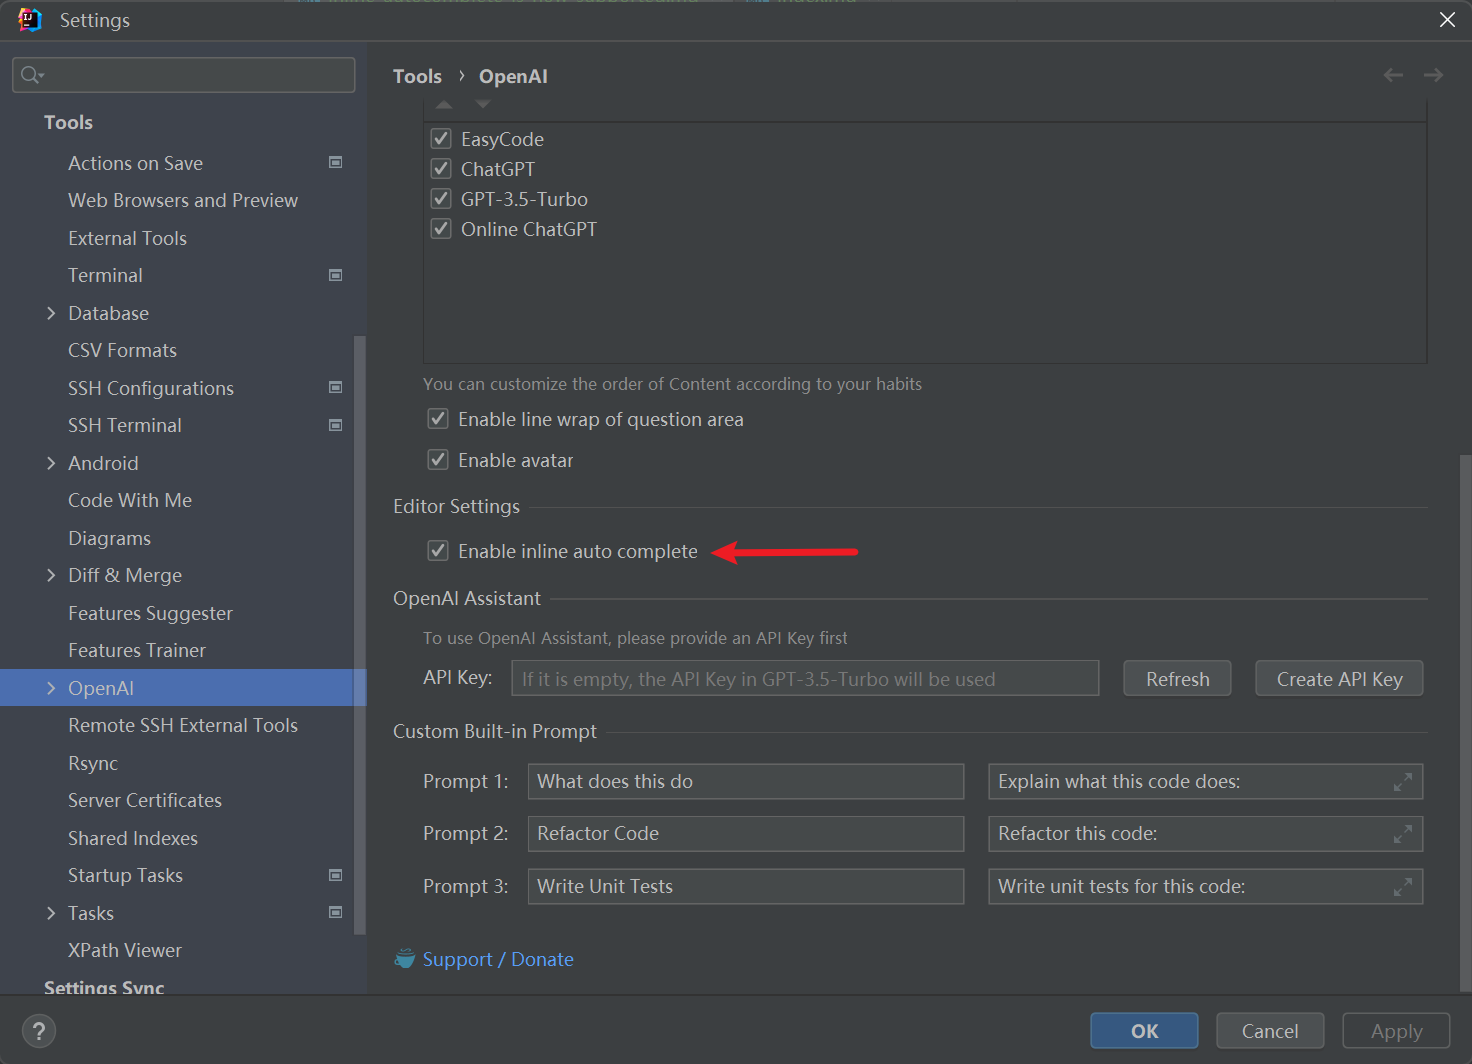 Settings
Tools
Actions on Save
Web Browsers and Preview
External Tools
Terminal
Database
CSV Formats
SSH Configurations
SSH Terminal
Android
Code With Me
Diagrams
Diff & Merge
Features Suggester
Features Trainer
OpenAI
Remote SSH External Tools
Rsync
Server Certificates
Shared Indexes
Startup Tasks
Tasks
XPath Viewer
Settings Sync
Tools › OpenAI
EasyCode
ChatGPT
GPT-3.5-Turbo
Online ChatGPT
You can customize the order of Content according to your habits
Enable line wrap of question area
Enable avatar
Editor Settings
Enable inline auto complete
OpenAI Assistant
To use OpenAI Assistant, please provide an API Key first
API Key: If it is empty, the API Key in GPT-3.5-Turbo will be used Refresh Create API Key
Custom Built-in Prompt
Prompt 1: What does this do Explain what this code does:
Prompt 2: Refactor Code Refactor this code:
Prompt 3: Write Unit Tests Write unit tests for this code:
Support / Donate
? OK Cancel Apply